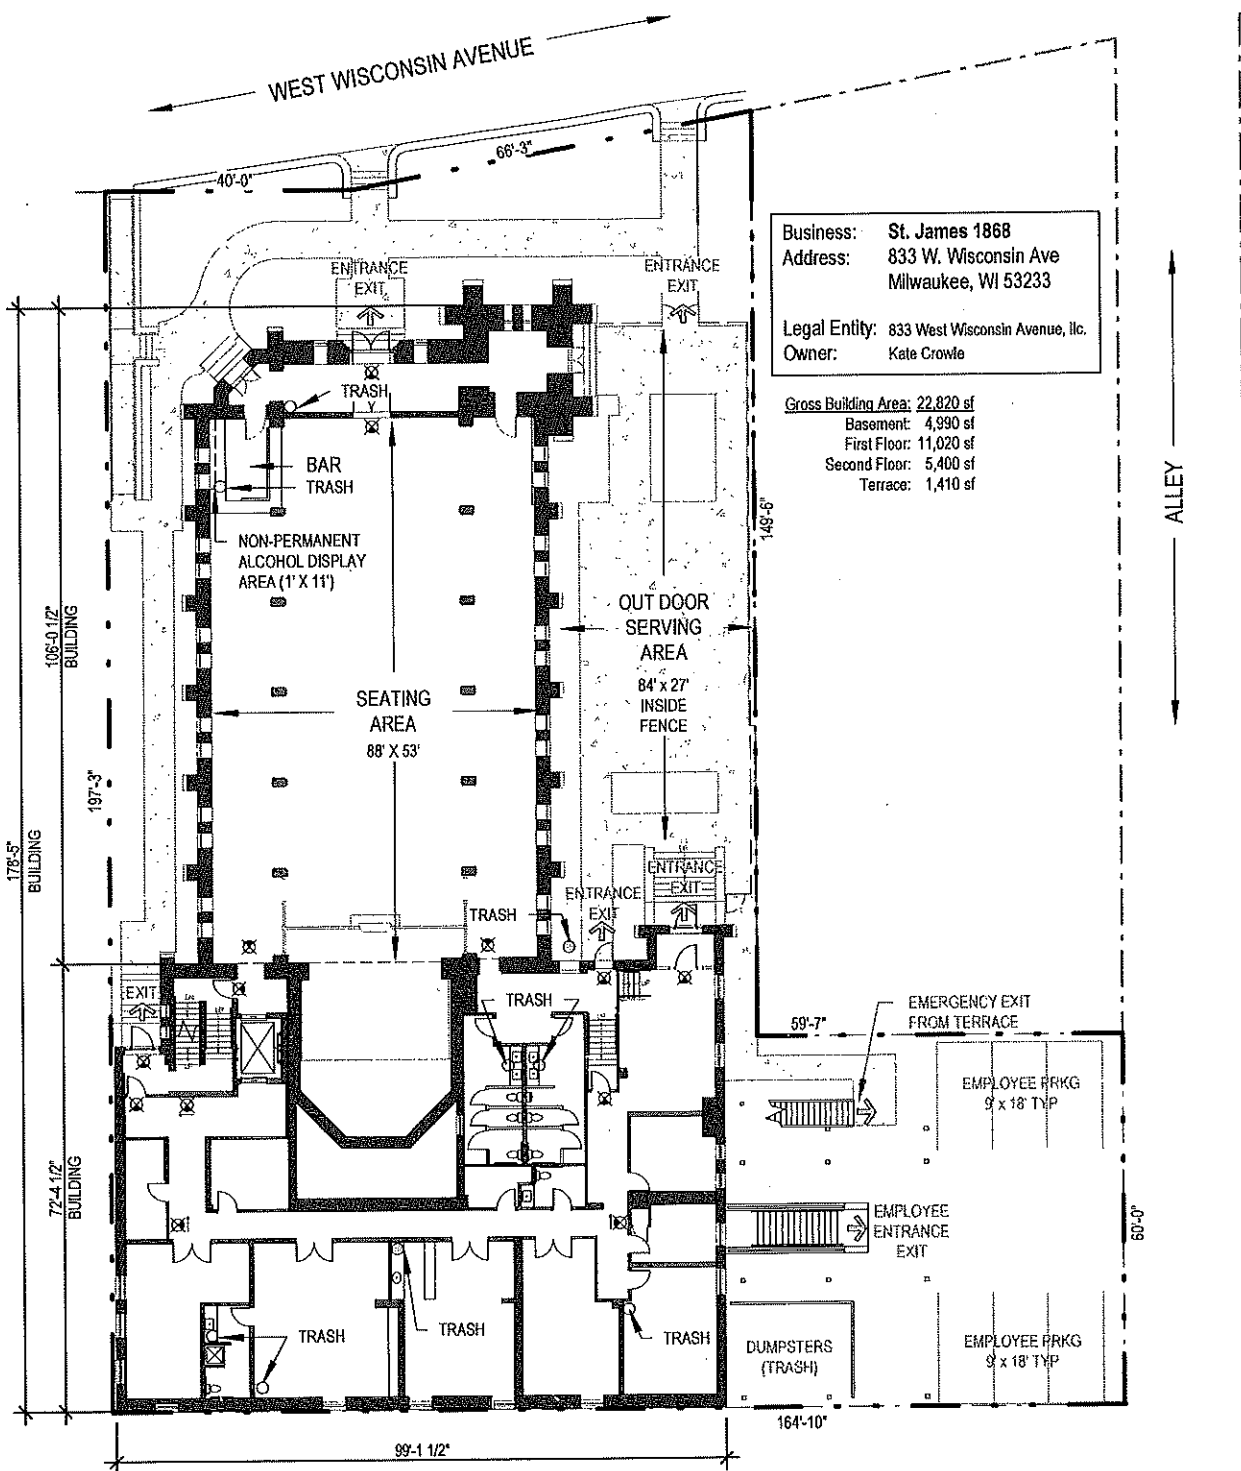 WEST WISCONSIN AVENUE
66'-3"
40'-0"
Business: St. James 1868
Address: 833 W. Wisconsin Ave
Milwaukee, WI 53233
Legal Entity: 833 West Wisconsin Avenue, llc.
Owner: Kate Crowle
ENTRANCE
EXIT
ENTRANCE
EXIT
Gross Building Area: 22,820 sf
Basement: 4,990 sf
First Floor: 11,020 sf
Second Floor: 5,400 sf
Terrace: 1,410 sf
ALLEY
TRASH
Y
BAR
TRASH
NON-PERMANENT
ALCOHOL DISPLAY
AREA (1' X 11')
149'-6"
OUT DOOR
SERVING
AREA
84' x 27'
INSIDE
FENCE
SEATING
AREA
88' X 53'
106'-0 1/2"
BUILDING
197'-3"
178'-5"
BUILDING
ENTRANCE
EXIT
ENTRANCE
EXIT
TRASH
EXIT
TRASH
EMERGENCY EXIT
FROM TERRACE
59'-7"
EMPLOYEE PRKG
9' x 18' TYP
72'-4 1/2"
BUILDING
EMPLOYEE
ENTRANCE
EXIT
60'-0"
TRASH
TRASH
TRASH
DUMPSTERS
(TRASH)
EMPLOYEE PRKG
9' x 18' TYP
164'-10"
99'-1 1/2"